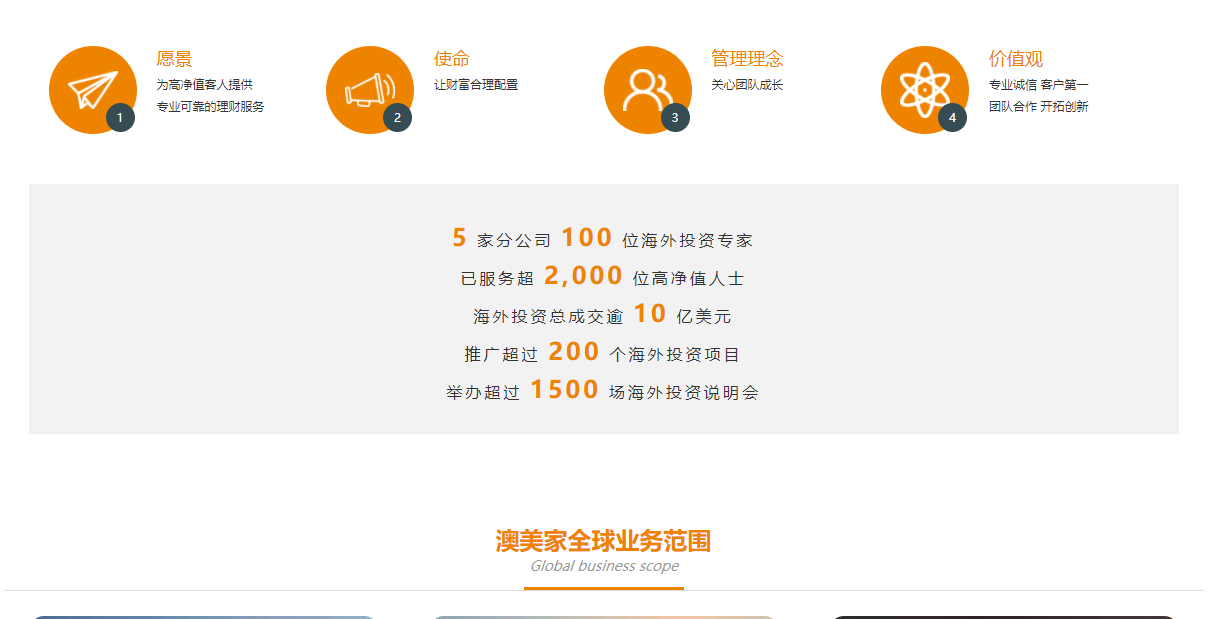 愿景
为高净值客人提供
专业可靠的理财服务
1
使命
让财富合理配置
2
管理理念
关心团队成长
3
价值观
专业诚信 客户第一
团队合作 开拓创新
4
5 家分公司 100 位海外投资专家
已服务超 2,000 位高净值人士
海外投资总成交逾 10 亿美元
推广超过 200 个海外投资项目
举办超过 1500 场海外投资说明会
澳美家全球业务范围
Global business scope